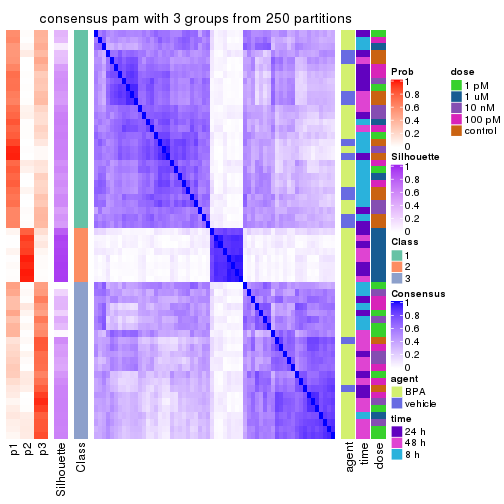 consensus pam with 3 groups from 250 partitions
Prob
1
0.8
0.6
0.4
0.2
0
Silhouette
1
0.8
0.6
0.4
0.2
0
Class
1
2
3
Consensus
1
0.8
0.6
0.4
0.2
0
agent
BPA
vehicle
time
24 h
48 h
8 h
dose
1 pM
1 uM
10 nM
100 pM
control
p1
p2
p3
Silhouette
Class
agent
time
dose